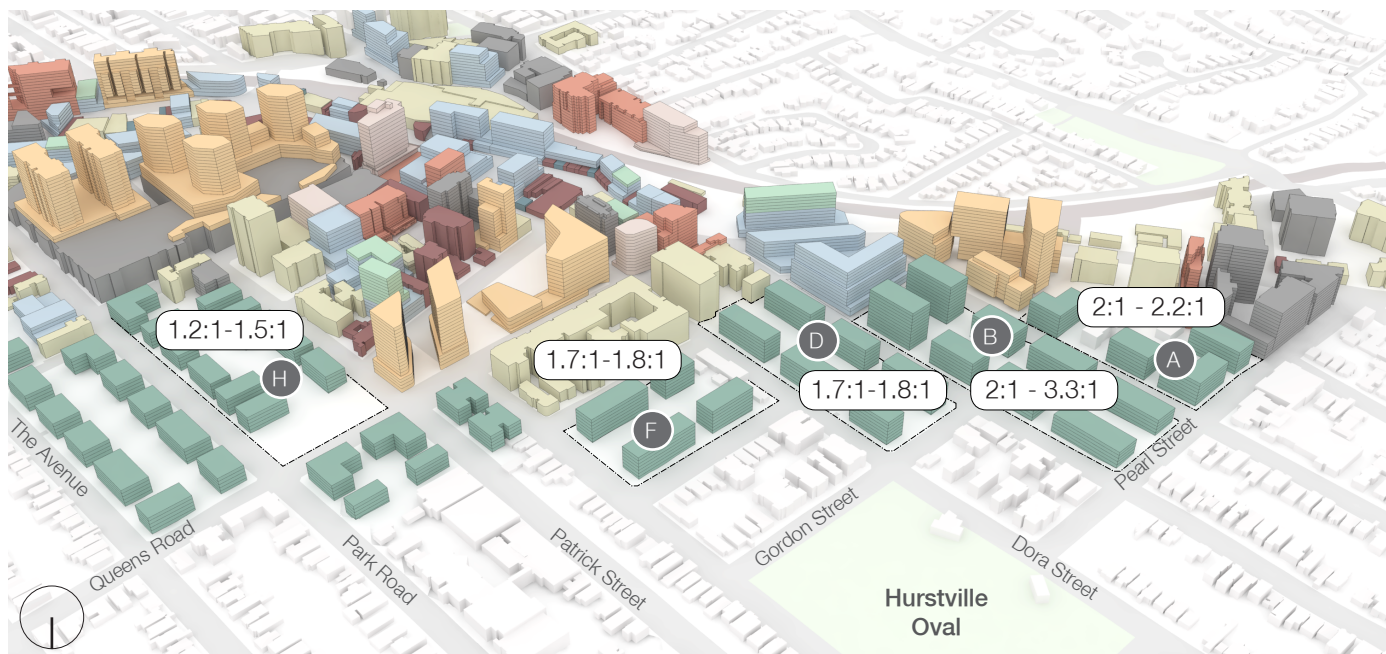 2:1 - 2.2:1
1.2:1-1.5:1
D
B
A
1.7:1-1.8:1
H
1.7:1-1.8:1
2:1 - 3.3:1
F
The Avenue
Pearl Street
Queens Road
Park Road
Patrick Street
Gordon Street
Dora Street
Hurstville
Oval